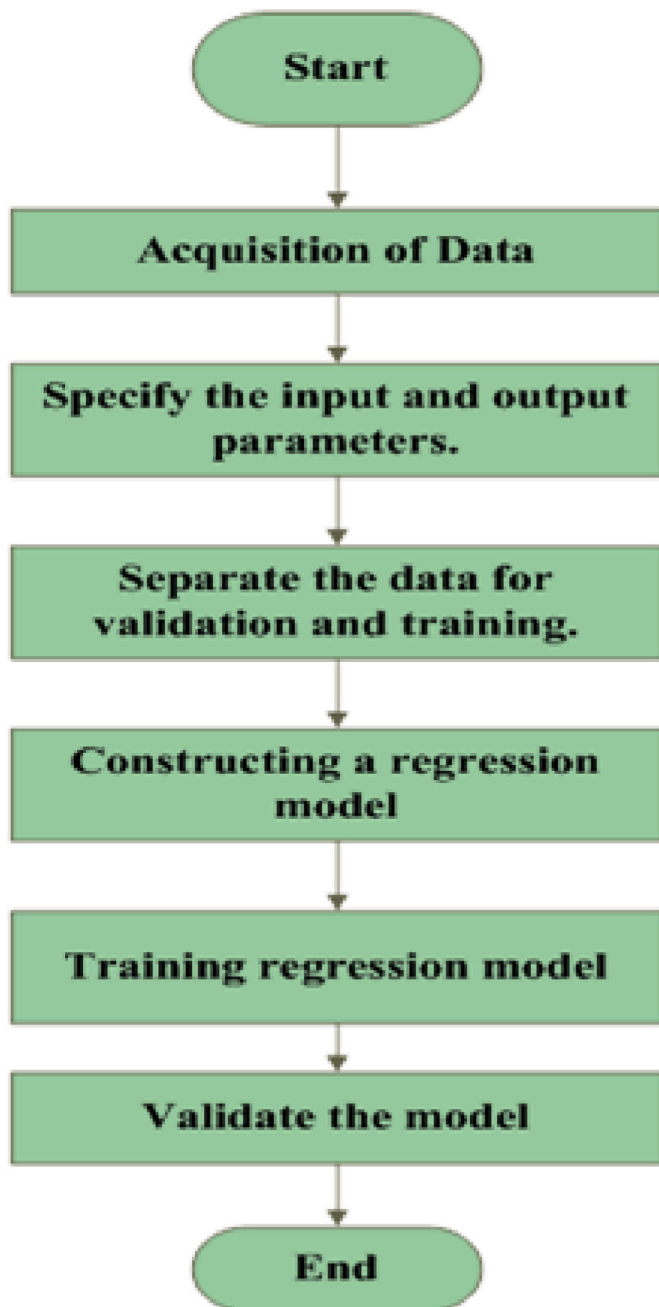 Start
Acquisition of Data
Specify the input and output
parameters.
Separate the data for
validation and training.
Constructing a regression
model
Training regression model
Validate the model
End